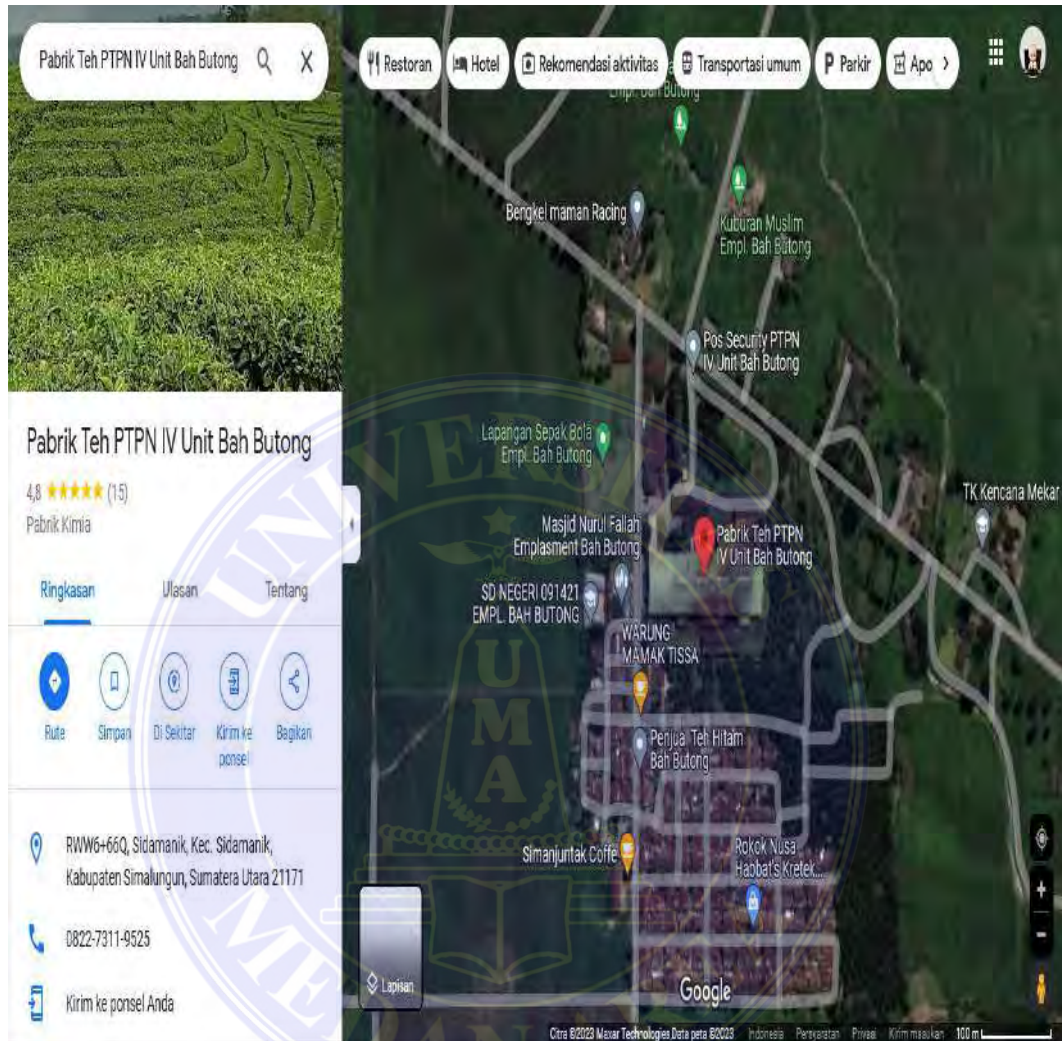 Pabrik Teh PTPN IV Unit Bah Butong
Restoran
Hotel
Rekomendasi aktivitas
Transportasi umum
P Parkir
Apo
Empl. Bah Butong
Bengkel maman Racing
Kuburan Muslim
Empl. Bah Butong
Pos Security PTPN
IV Unit Bah Butong
Lapangan Sepak Bola
Empl. Bah Butong
TK Kencana Mekar
Masjid Nurul Fallah
Emplasment Bah Butong
Pabrik Teh PTPN
IV Unit Bah Butong
SD NEGERI 091421
EMPL. BAH BUTONG
WARUNG
MAMAK TISSA
Penjual Teh Hitam
Bah Butong
Simanjuntak Coffe
Rokok Nusa
Habbat's Kretek...
Google
Lapisan
Citra ©2023 Maxar Technologies,Data peta ©2023
Indonesia
Persyaratan
Privasi
Kirim masukan
100 m
Pabrik Teh PTPN IV Unit Bah Butong
4,8 (15)
Pabrik Kimia
Ringkasan
Ulasan
Tentang
Rute
Simpan
Di Sekitar
Kirim ke
ponsel
Bagikan
RWW6+66Q, Sidamanik, Kec. Sidamanik,
Kabupaten Simalungun, Sumatera Utara 21171
0822-7311-9525
Kirim ke ponsel Anda
UMA